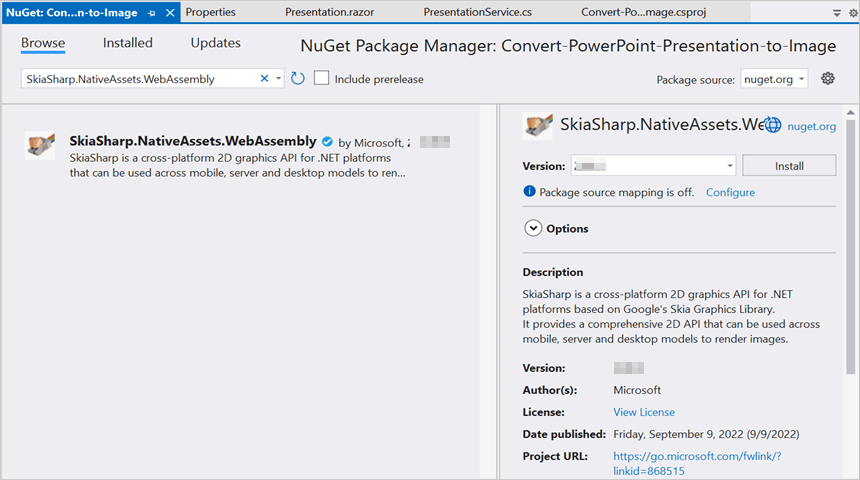 NuGet: Con...n-to-Image
Properties
Presentation.razor
PresentationService.cs
Convert-Po...mage.csproj
Browse
Installed
Updates
NuGet Package Manager: Convert-PowerPoint-Presentation-to-Image
SkiaSharp.NativeAssets.WebAssembly
Include prerelease
Package source:
nuget.org
SkiaSharp.NativeAssets.WebAssembly by Microsoft,
SkiaSharp is a cross-platform 2D graphics API for .NET platforms
that can be used across mobile, server and desktop models to ren...
SkiaSharp.NativeAssets.We
nuget.org
Version:
Install
Package source mapping is off. Configure
Options
Description
SkiaSharp is a cross-platform 2D graphics API for .NET
platforms based on Google's Skia Graphics Library.
It provides a comprehensive 2D API that can be used across
mobile, server and desktop models to render images.
Version:
Author(s): Microsoft
License: View License
Date published: Friday, September 9, 2022 (9/9/2022)
Project URL: https://go.microsoft.com/fwlink/?
linkid=868515